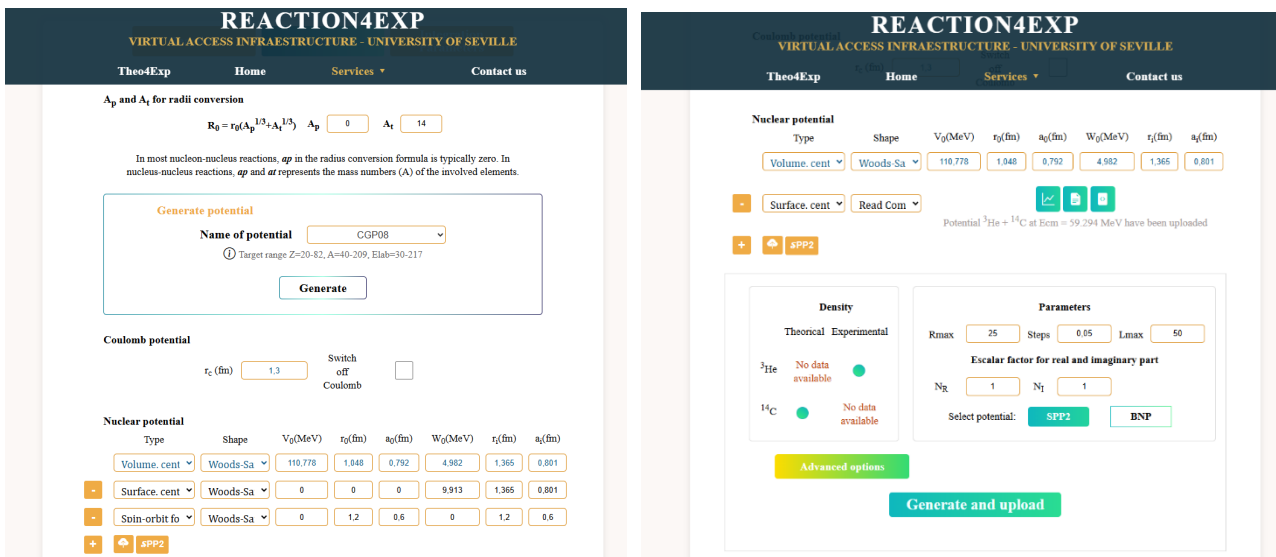 REACTION4EXP
VIRTUAL ACCESS INFRAESTRUCTURE - UNIVERSITY OF SEVILLE
Theo4Exp Home Services ▾ Contact us
Ap and At for radii conversion
R0 = r0(Ap^1/3+At^1/3) Ap 0 At 14
In most nucleon-nucleus reactions, ap in the radius conversion formula is typically zero. In
nucleus-nucleus reactions, ap and at represents the mass numbers (A) of the involved elements.
Generate potential
Name of potential CGP08
Target range Z=20-82, A=40-209, Elab=30-217
Generate
Coulomb potential
rc (fm) 1,3 Switch
off
Coulomb
Nuclear potential
Type Shape V0(MeV) r0(fm) a0(fm) W0(MeV) ri(fm) ai(fm)
Volume. cent Woods-Sa 110,778 1,048 0,792 4,982 1,365 0,801
- Surface. cent Woods-Sa 0 0 0 9,913 1,365 0,801
- Spin-orbit fo Woods-Sa 0 1,2 0,6 0 1,2 0,6
+ SPP2
REACTION4EXP
VIRTUAL ACCESS INFRAESTRUCTURE - UNIVERSITY OF SEVILLE
Theo4Exp Home Services ▾ Contact us
Nuclear potential
Type Shape V0(MeV) r0(fm) a0(fm) W0(MeV) ri(fm) ai(fm)
Volume. cent Woods-Sa 110,778 1,048 0,792 4,982 1,365 0,801
- Surface. cent Read Com
Potential 3He + 14C at Ecm = 59.294 MeV have been uploaded
+ SPP2
Density
Theorical Experimental
3He No data
available
14C No data
available
Parameters
Rmax 25 Steps 0,05 Lmax 50
Escalar factor for real and imaginary part
NR 1 NI 1
Select potential: SPP2 BNP
Advanced options
Generate and upload